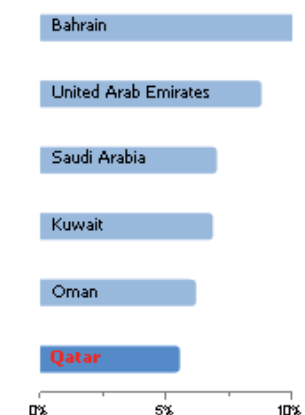 Bahrain
United Arab Emirates
Saudi Arabia
Kuwait
Oman
Qatar
0% 5% 10%